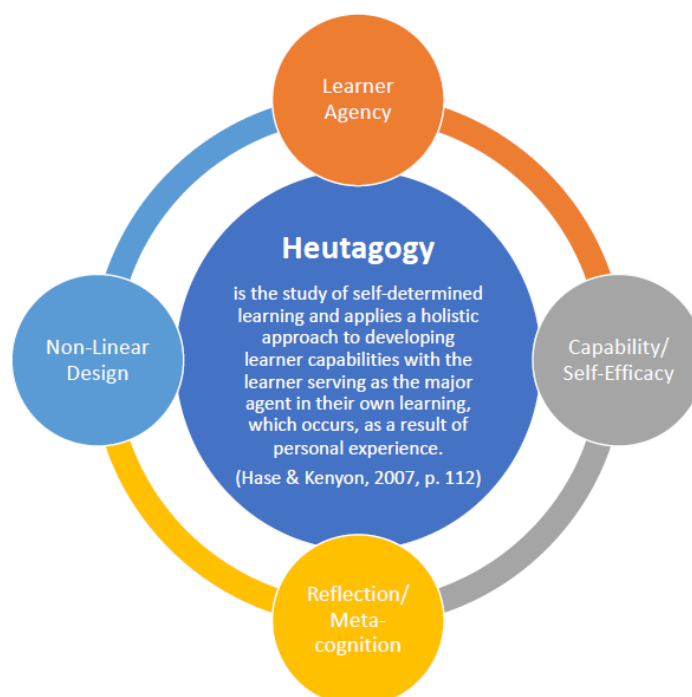 Learner
Agency
Heutagogy
is the study of self-determined
learning and applies a holistic
approach to developing
learner capabilities with the
learner serving as the major
agent in their own learning,
which occurs, as a result of
personal experience.
(Hase & Kenyon, 2007, p. 112)
Non-Linear
Design
Capability/
Self-Efficacy
Reflection/
Meta-
cognition